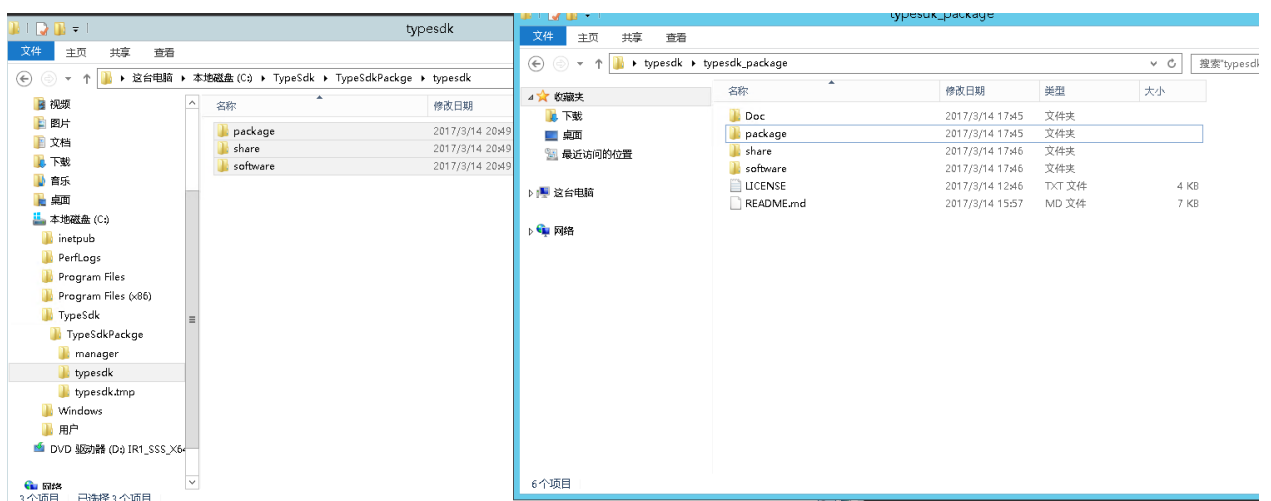 typesdk
文件 主页 共享 查看
这台电脑 本地磁盘 (C:) TypeSdk TypeSdkPackge typesdk
名称 修改日期
视频
图片
文档
下载
音乐
桌面
本地磁盘 (C:)
inetpub
PerfLogs
Program Files
Program Files (x86)
TypeSdk
TypeSdkPackge
manager
typesdk
typesdk.tmp
Windows
用户
DVD 驱动器 (D:) IR1_SSS_X64
网络
package 2017/3/14 20:49
share 2017/3/14 20:49
software 2017/3/14 20:49
3 个项目 已选择 3 个项目
typesdk_package
文件 主页 共享 查看
typesdk typesdk_package
搜索"typesdk
收藏夹
下载
桌面
最近访问的位置
这台电脑
网络
名称 修改日期 类型 大小
Doc 2017/3/14 17:45 文件夹
package 2017/3/14 17:45 文件夹
share 2017/3/14 17:46 文件夹
software 2017/3/14 17:46 文件夹
LICENSE 2017/3/14 12:46 TXT 文件 4 KB
README.md 2017/3/14 15:57 MD 文件 7 KB
6个项目